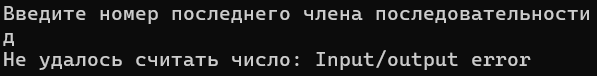 Введите номер последнего члена последовательности
д
Не удалось считать число: Input/output error